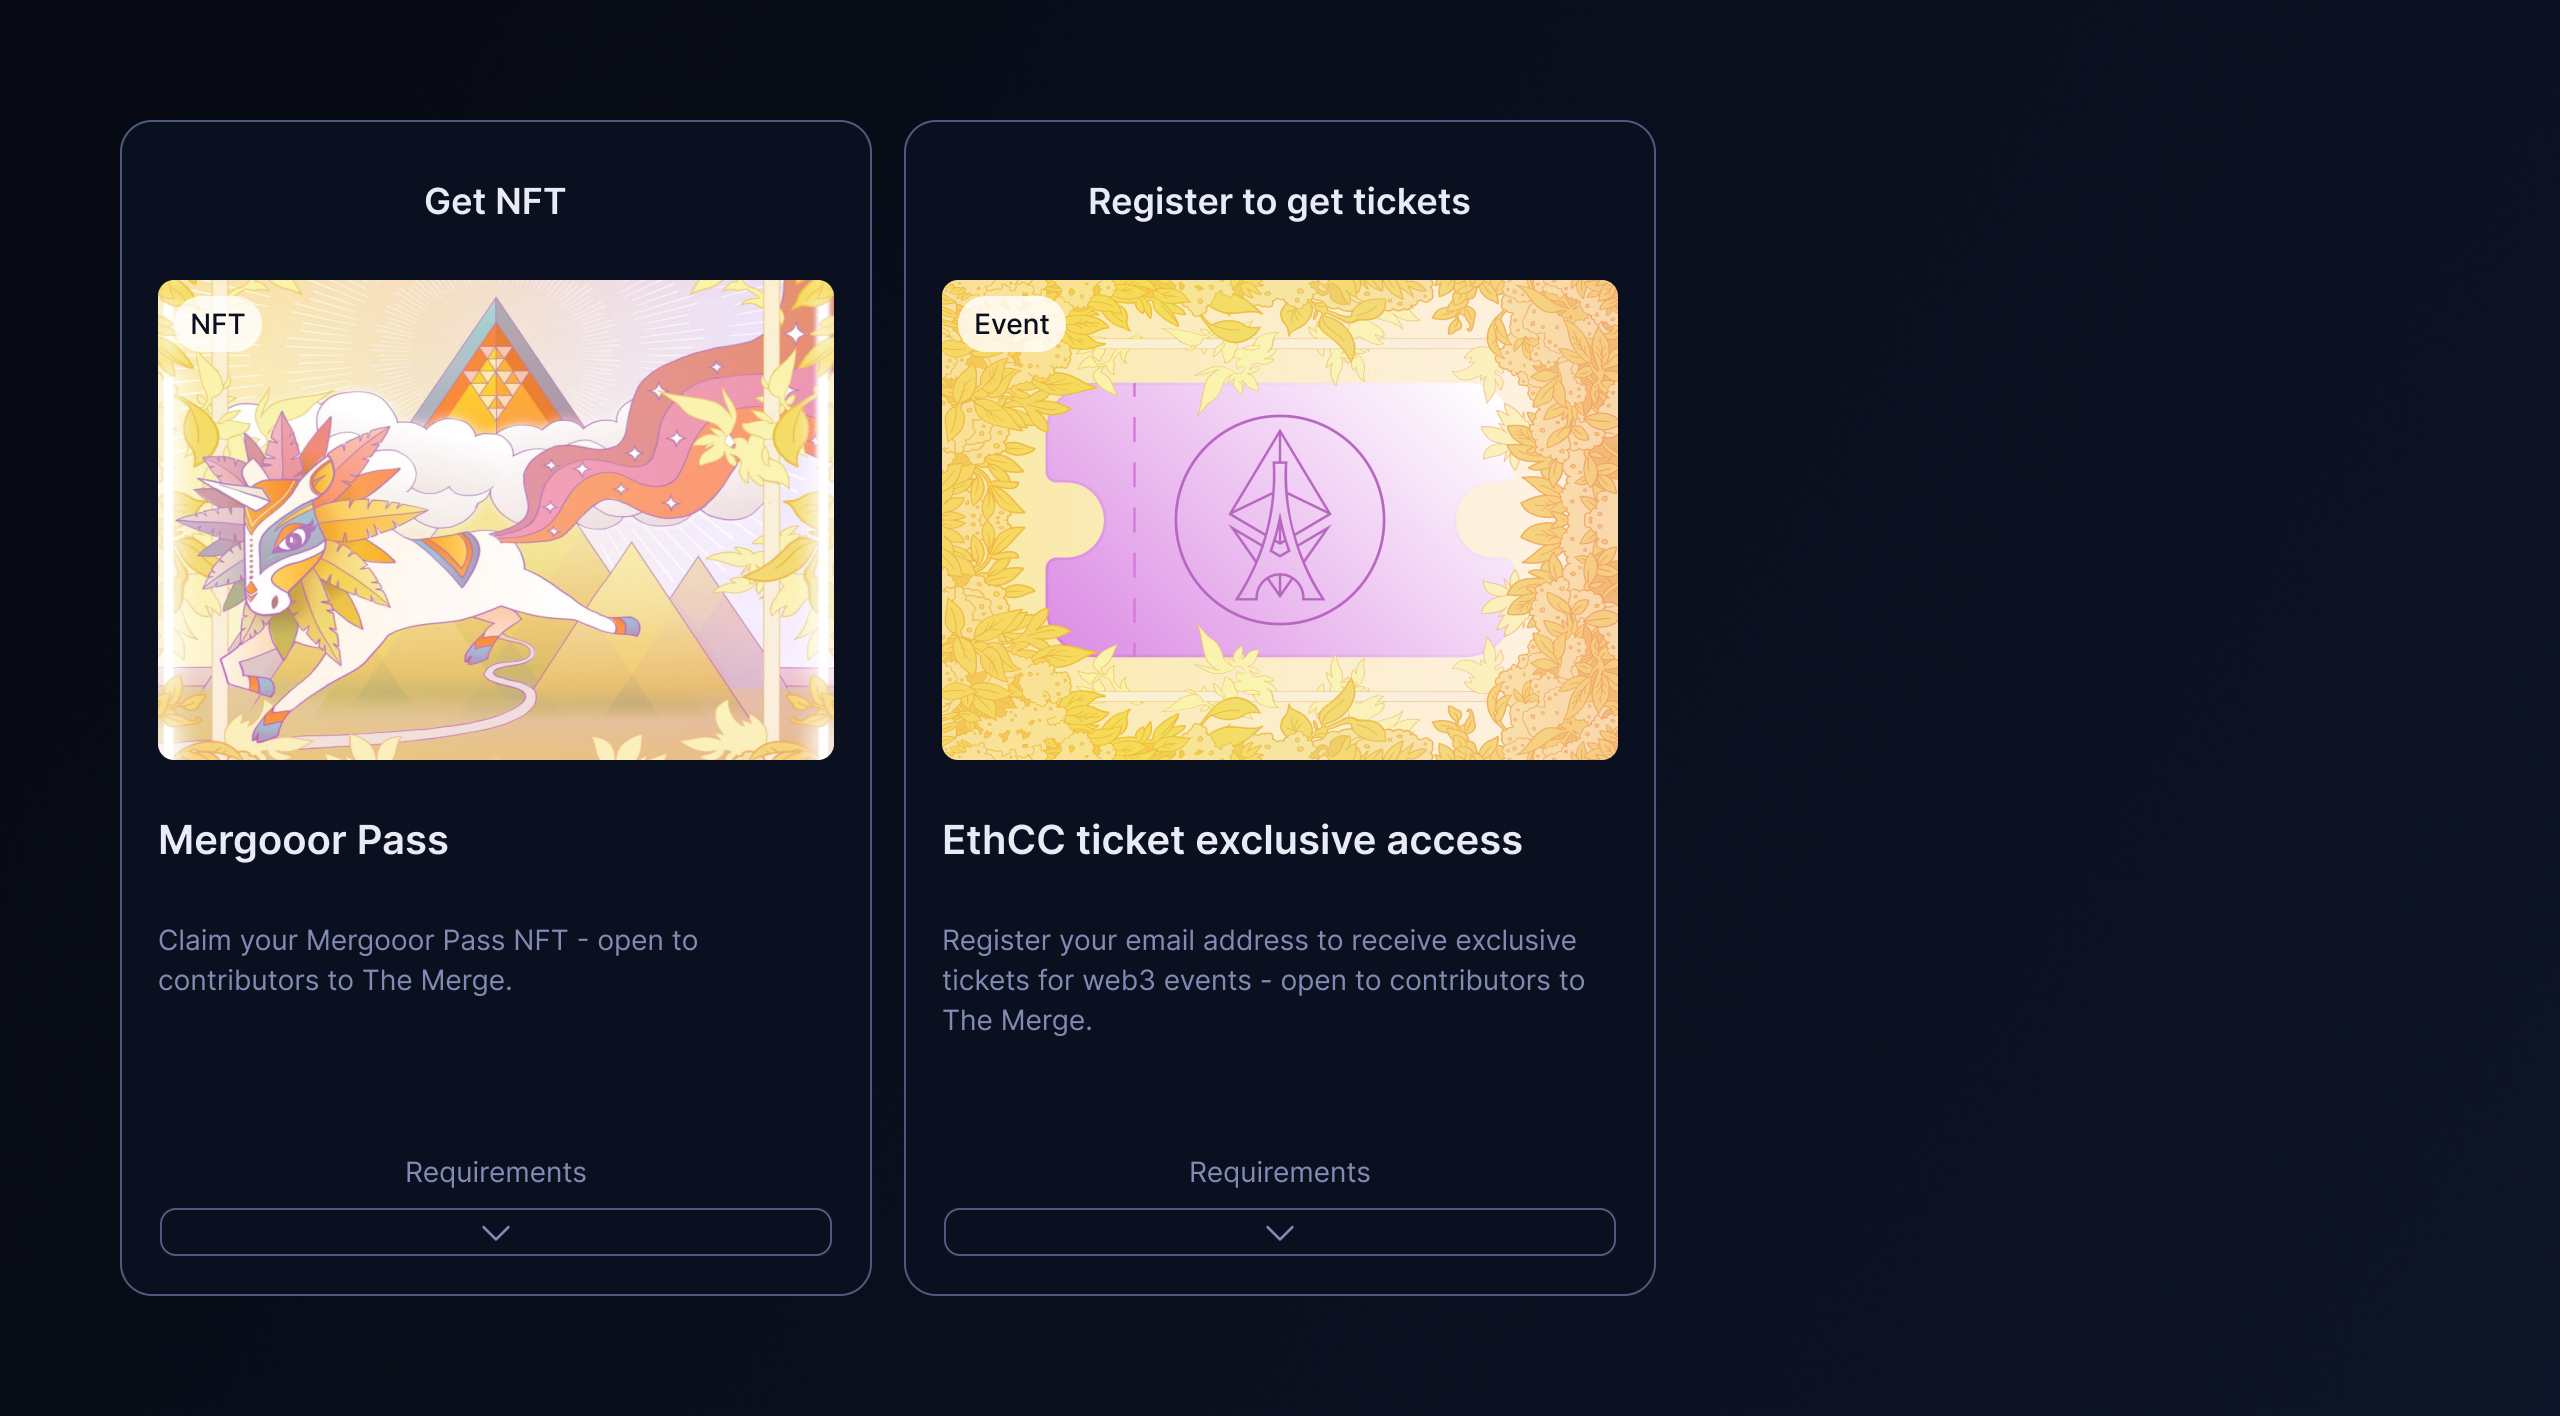 Get NFT
NFT
Mergooor Pass
Claim your Mergooor Pass NFT - open to
contributors to The Merge.
Requirements
Register to get tickets
Event
EthCC ticket exclusive access
Register your email address to receive exclusive
tickets for web3 events - open to contributors to
The Merge.
Requirements